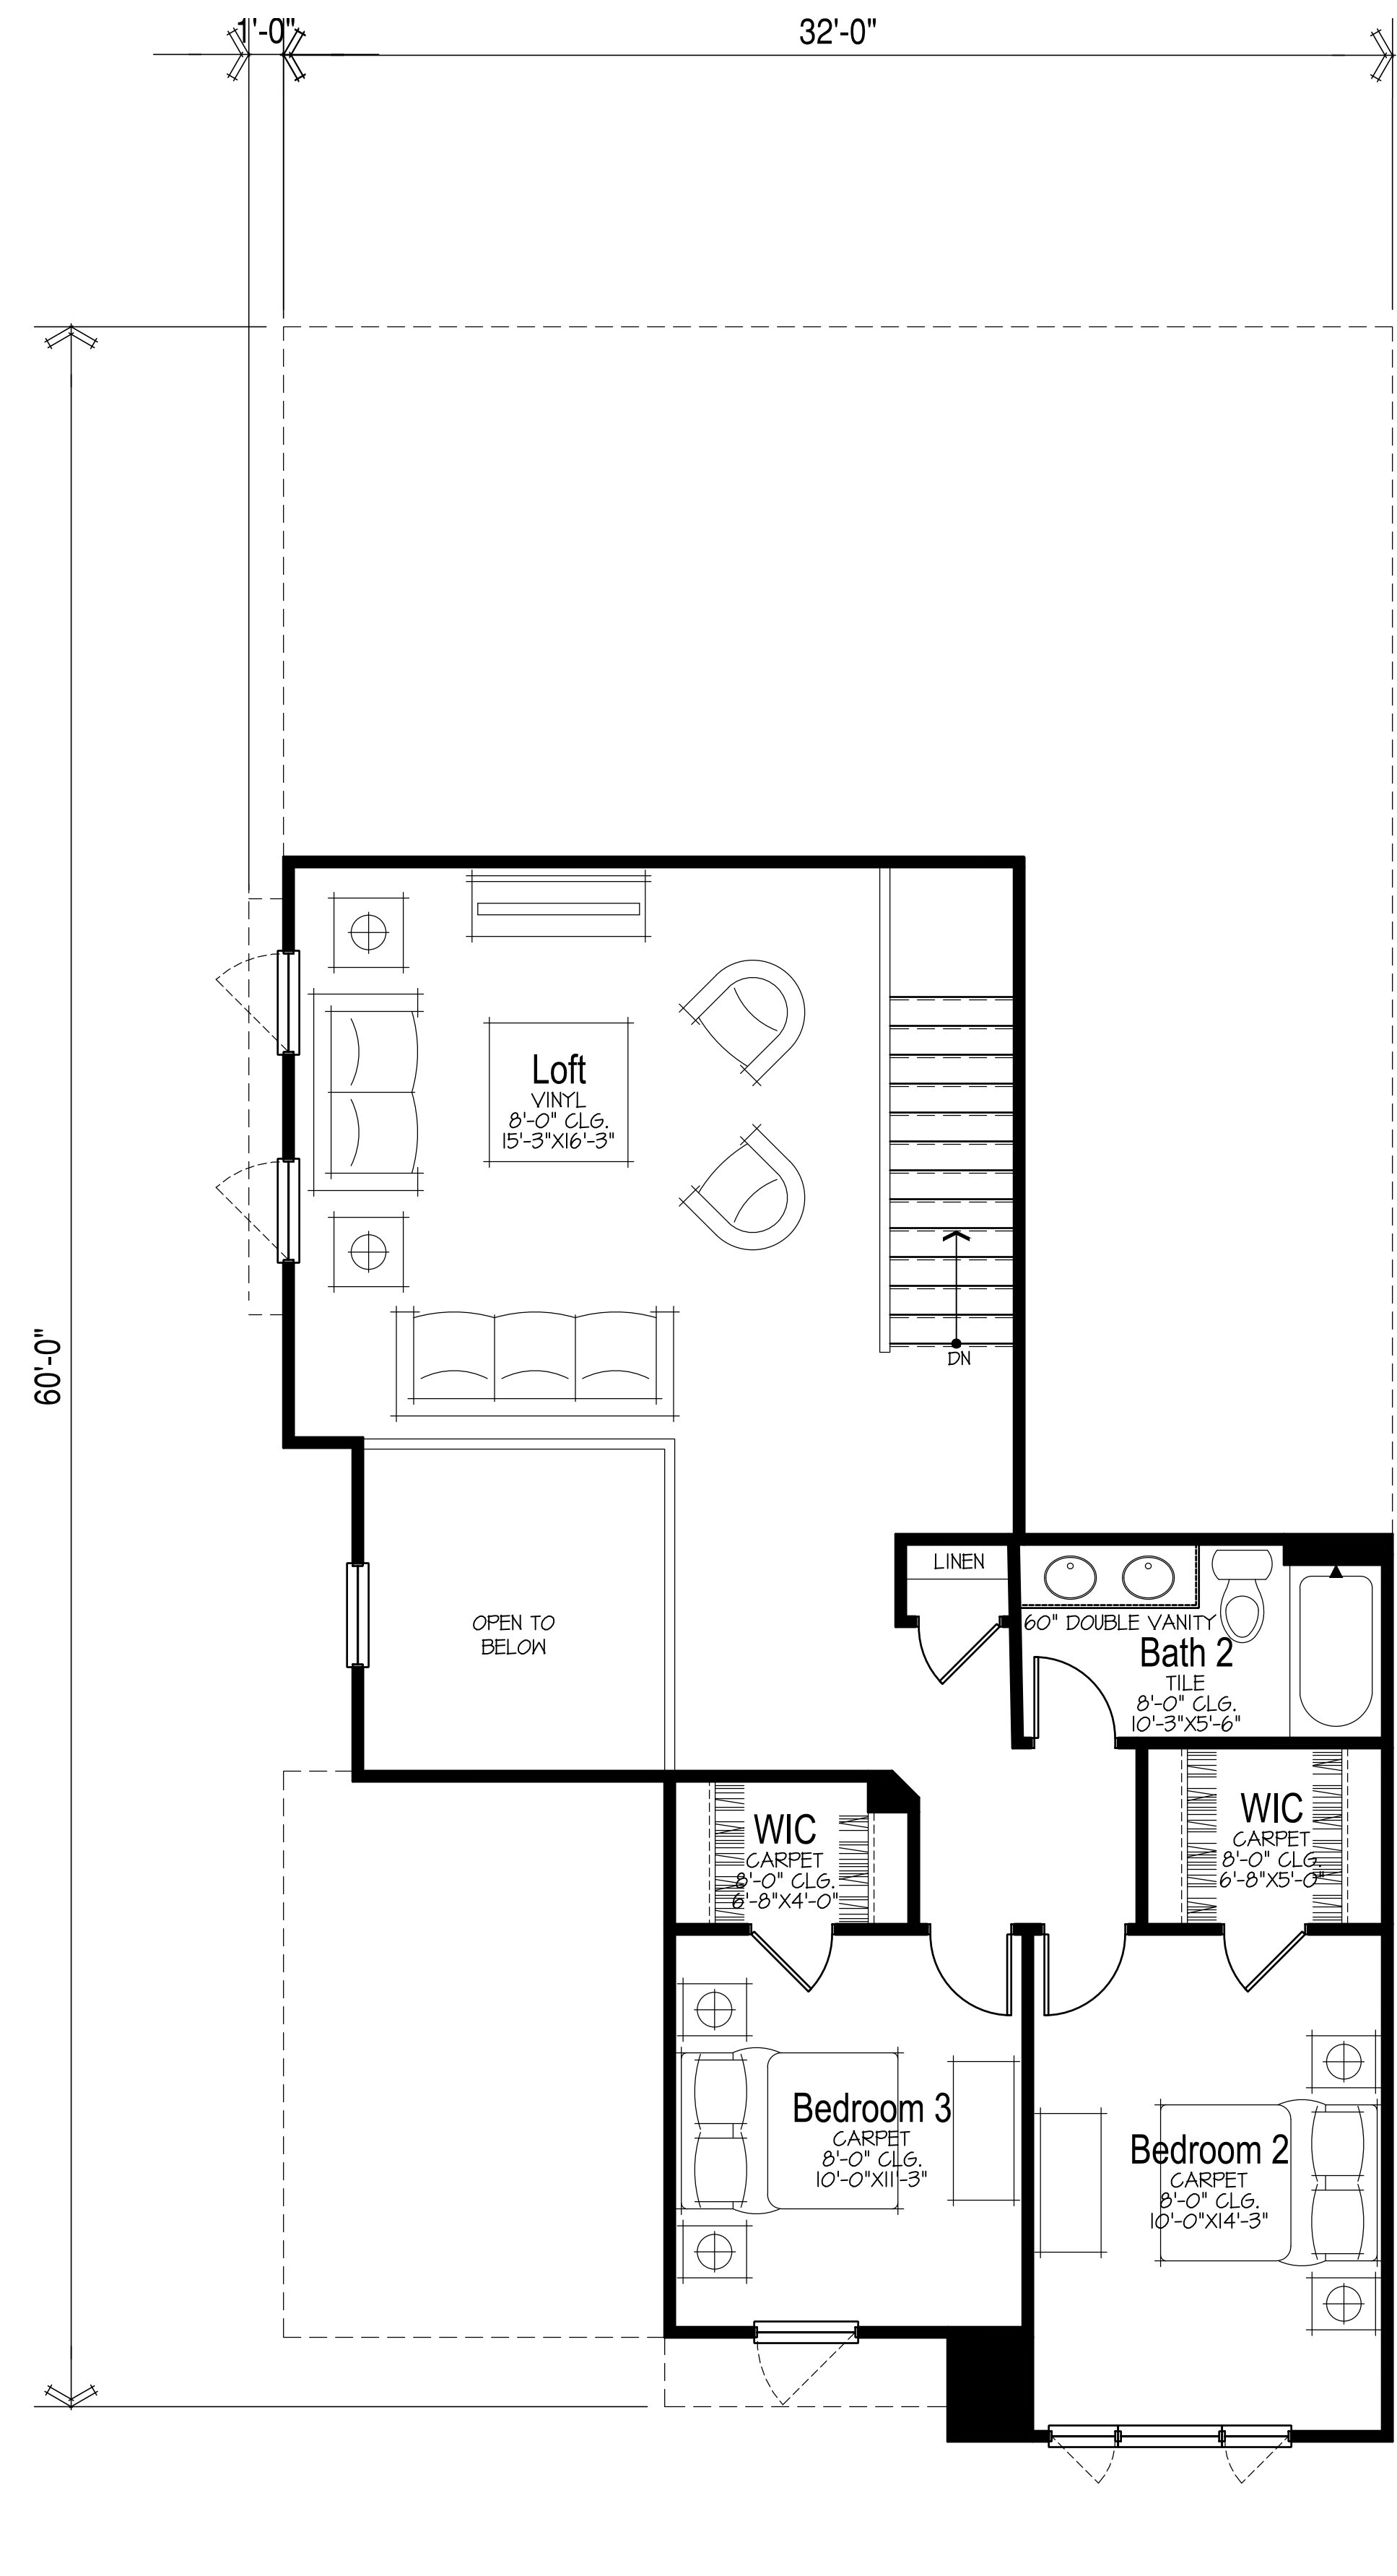 1'-0"
32'-0"
60'-0"
Loft
VINYL
8'-0" CLG.
15'-3"X16'-3"
DN
LINEN
OPEN TO
BELOW
60" DOUBLE VANITY
Bath 2
TILE
8'-0" CLG.
10'-3"X5'-6"
WIC
CARPET
8'-0" CLG.
6'-8"X4'-0"
WIC
CARPET
8'-0" CLG.
6'-8"X5'-0"
Bedroom 3
CARPET
8'-0" CLG.
10'-0"X11'-3"
Bedroom 2
CARPET
8'-0" CLG.
10'-0"X14'-3"